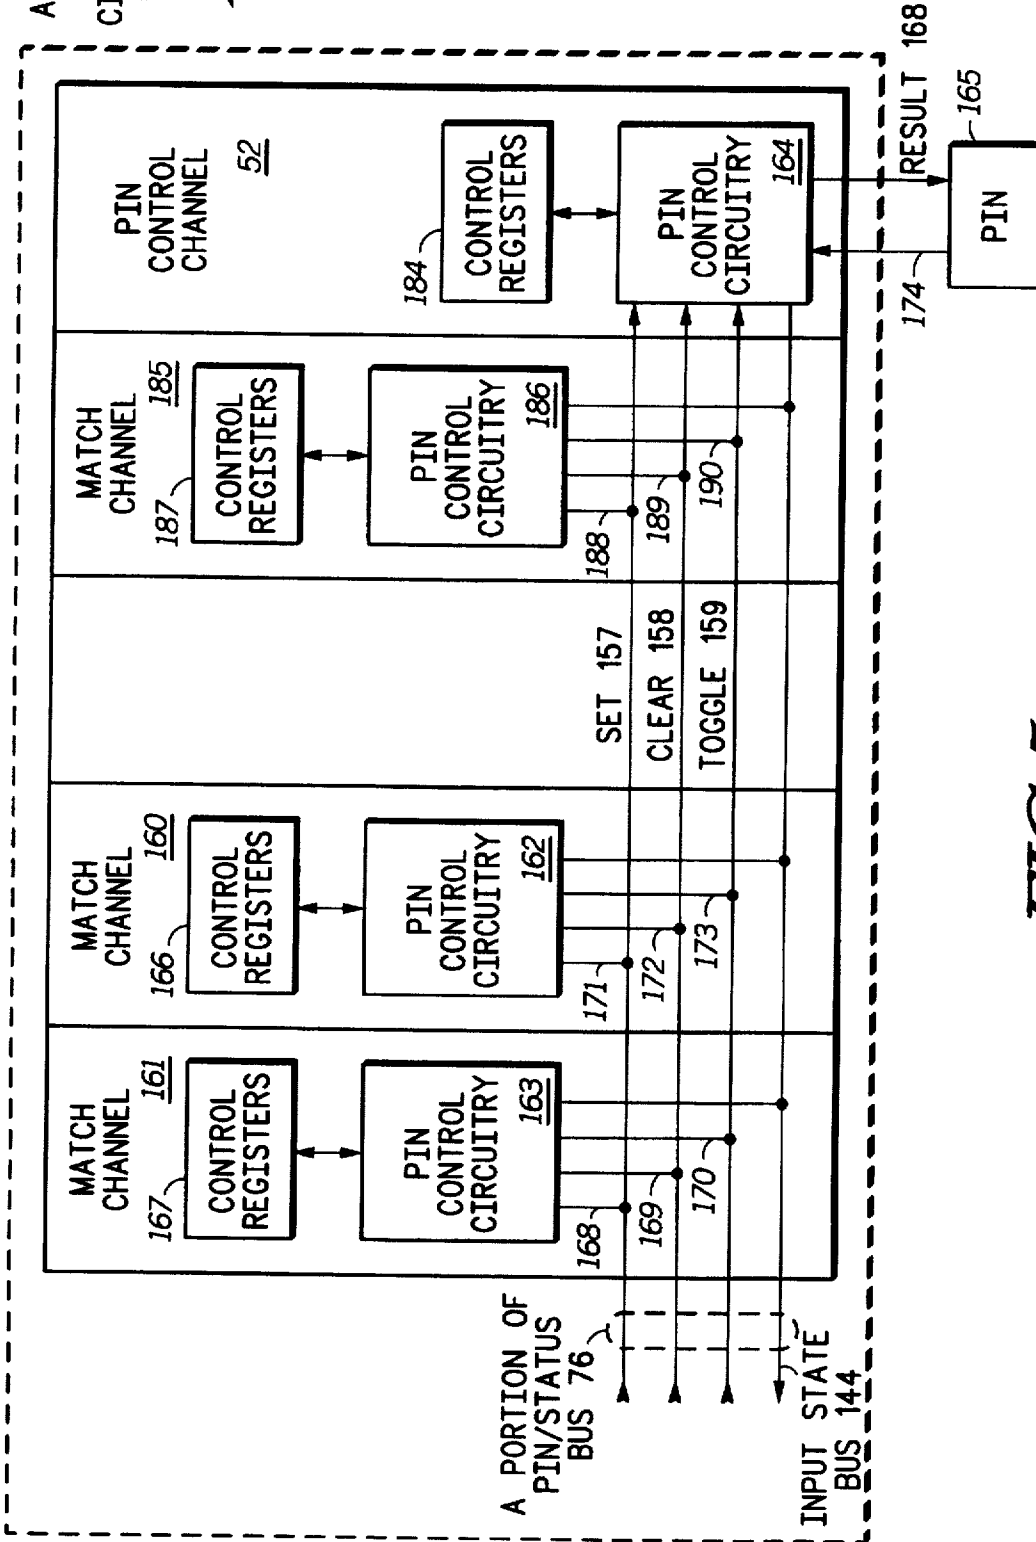 A
CI
MATCH
CHANNEL
161
167
CONTROL
REGISTERS
PIN
CONTROL
CIRCUITRY
163
168
169
170
MATCH
CHANNEL
160
166
CONTROL
REGISTERS
PIN
CONTROL
CIRCUITRY
162
171
172
173
SET 157
CLEAR 158
TOGGLE 159
MATCH
CHANNEL
185
187
CONTROL
REGISTERS
PIN
CONTROL
CIRCUITRY
186
188
189
190
PIN
CONTROL
CHANNEL
52
184
CONTROL
REGISTERS
PIN
CONTROL
CIRCUITRY
164
A PORTION OF
PIN/STATUS
BUS 76
INPUT STATE
BUS 144
RESULT 168
174
PIN
165